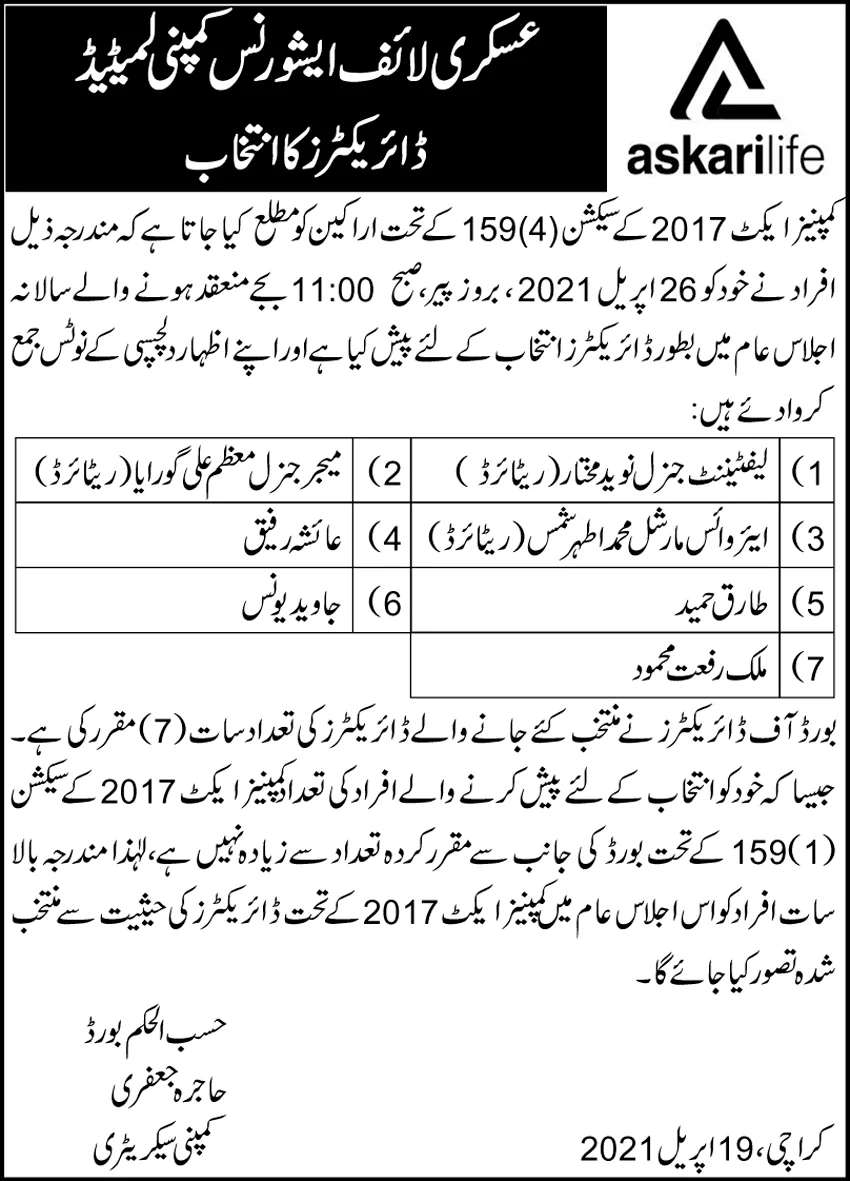 عسکری لائف ایشورنس کمپنی لمیٹیڈ
ڈائریکٹرز کا انتخاب
askarilife
کمپنیز ایکٹ 2017 کے سیکشن (4)159 کے تحت اراکین کو مطلع کیا جاتا ہے کہ مندرجہ ذیل
افراد نے خود کو 26 اپریل 2021، بروز پیر، صبح 11:00 بجے منعقد ہونے والے سالانہ
اجلاس عام میں بطور ڈائریکٹرز انتخاب کے لئے پیش کیا ہے اور اپنے اظہار دلچسپی کے نوٹس جمع
کروا دئے ہیں:
(1 لیفٹیننٹ جنرل نوید مختار (ریٹائرڈ) (2 میجر جنرل معظم علی گورایا (ریٹائرڈ)
(3 ایئر وائس مارشل محمد اطہر شمس (ریٹائرڈ) (4 عائشہ رفیق
(5 طارق حمید (6 جاوید یونس
(7 ملک رفعت محمود
بورڈ آف ڈائریکٹرز نے منتخب کئے جانے والے ڈائریکٹرز کی تعداد سات (7) مقرر کی ہے۔
جیسا کہ خود کو انتخاب کے لئے پیش کرنے والے افراد کی تعداد کمپنیز ایکٹ 2017 کے سیکشن
(1)159 کے تحت بورڈ کی جانب سے مقرر کردہ تعداد سے زیادہ نہیں ہے، لہٰذا مندرجہ بالا
سات افراد کو اس اجلاس عام میں کمپنیز ایکٹ 2017 کے تحت ڈائریکٹرز کی حیثیت سے منتخب
شدہ تصور کیا جائے گا۔
حسب الحکم بورڈ
حاجرہ جعفری
کمپنی سیکریٹری
کراچی، 19 اپریل 2021